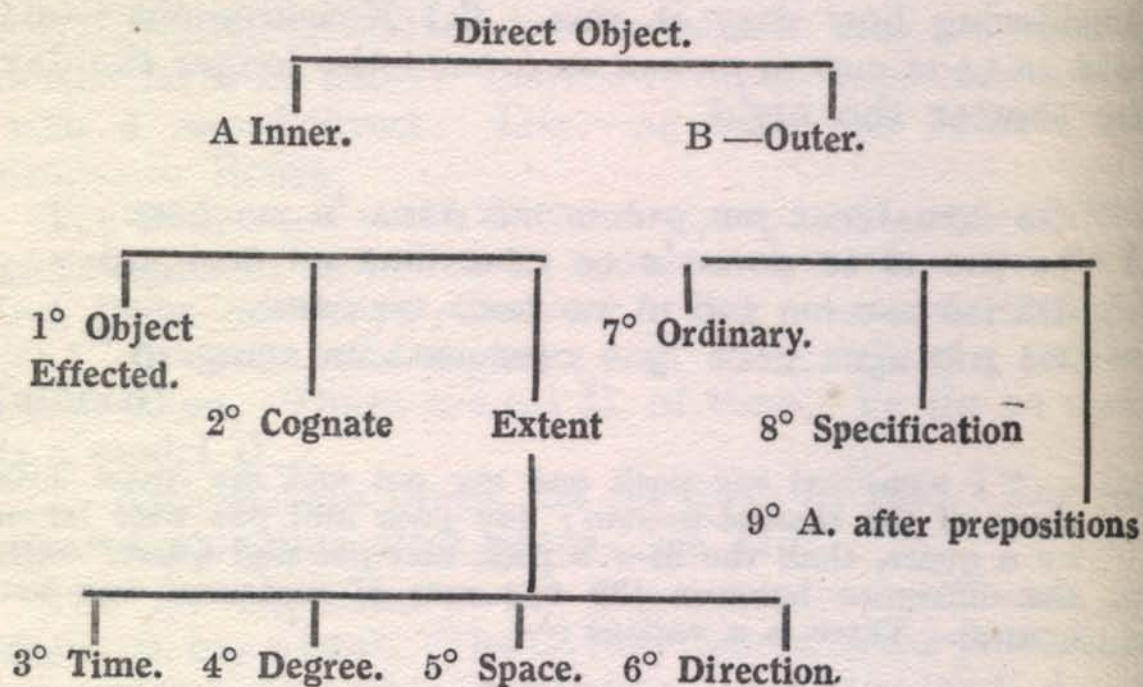 Direct Object.
A Inner. B —Outer.
1° Object
Effected.
7° Ordinary.
2° Cognate Extent 8° Specification
9° A. after prepositions
3° Time. 4° Degree. 5° Space. 6° Direction.